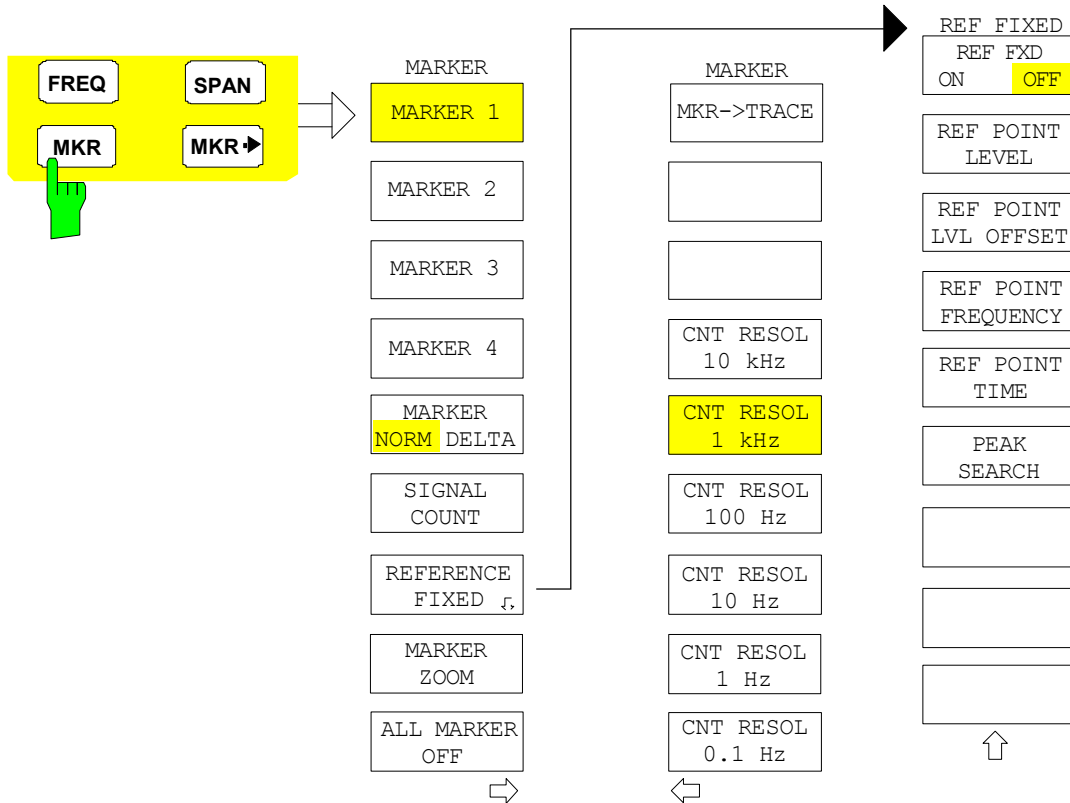 FREQ
SPAN
MKR
MKR
MARKER
MARKER 1
MARKER 2
MARKER 3
MARKER 4
MARKER
NORM DELTA
SIGNAL
COUNT
REFERENCE
FIXED
MARKER
ZOOM
ALL MARKER
OFF
MARKER
MKR->TRACE
CNT RESOL
10 kHz
CNT RESOL
1 kHz
CNT RESOL
100 Hz
CNT RESOL
10 Hz
CNT RESOL
1 Hz
CNT RESOL
0.1 Hz
REF FIXED
REF FXD
ON OFF
REF POINT
LEVEL
REF POINT
LVL OFFSET
REF POINT
FREQUENCY
REF POINT
TIME
PEAK
SEARCH